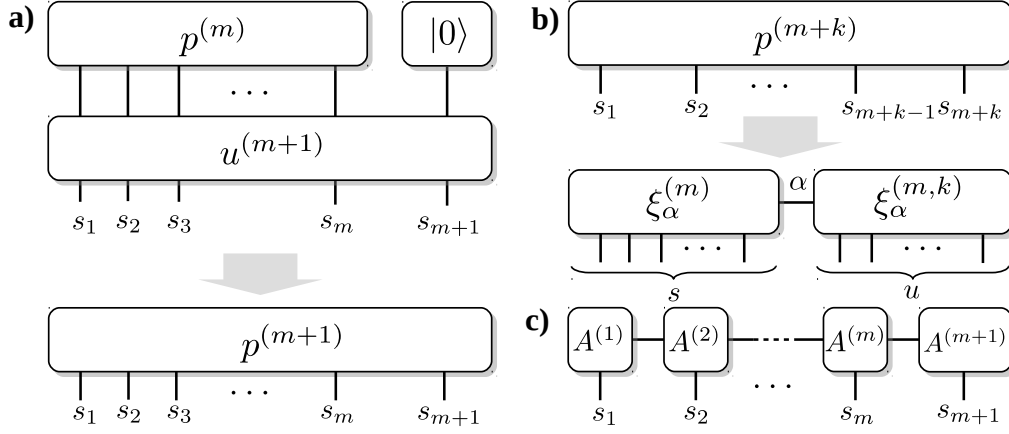 a)
p^{(m)} |0⟩
· · ·
u^{(m+1)}
s_1 s_2 s_3 s_m s_{m+1}
p^{(m+1)}
· · ·
s_1 s_2 s_3 s_m s_{m+1}
b)
p^{(m+k)}
· · ·
s_1 s_2 s_{m+k−1} s_{m+k}
ξ_α^{(m)} α ξ_α^{(m,k)}
· · · · · ·
s u
c)
A^{(1)} A^{(2)} A^{(m)} A^{(m+1)}
· · ·
s_1 s_2 s_m s_{m+1}